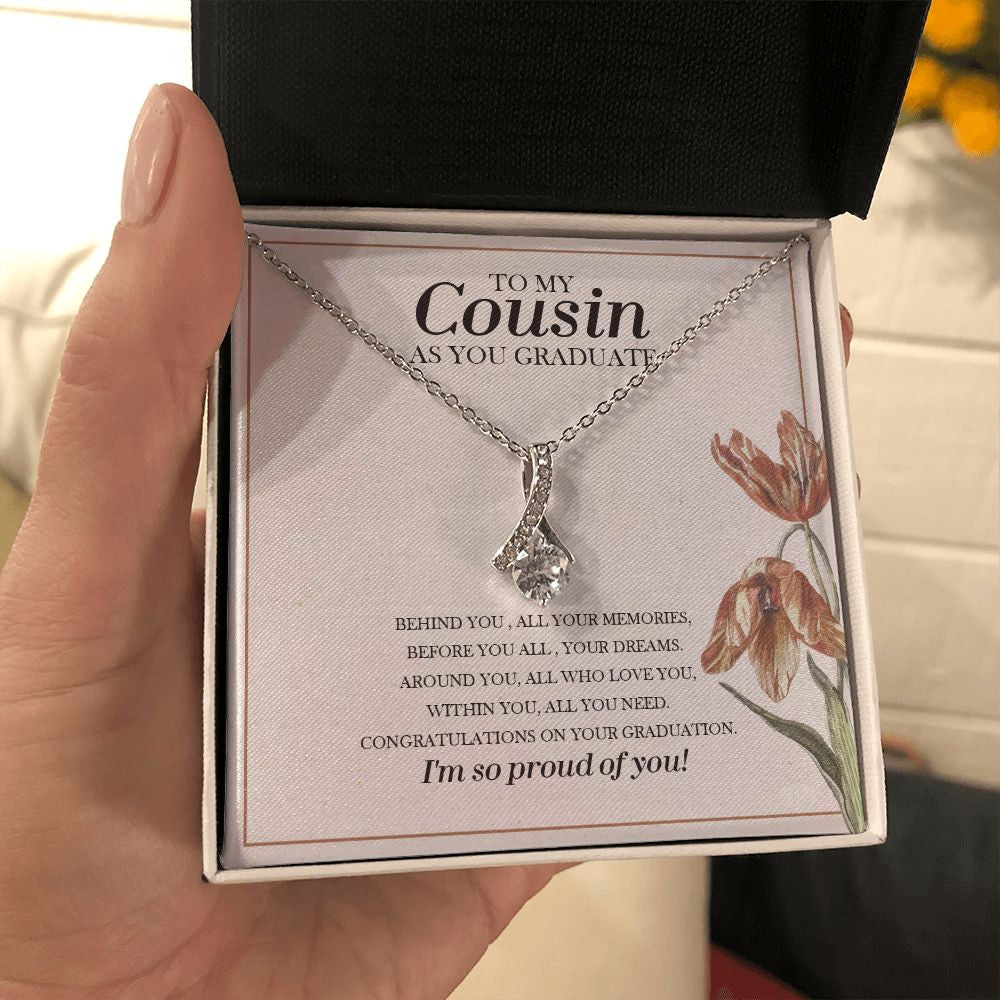 TO MY
Cousin
AS YOU GRADUATE
BEHIND YOU , ALL YOUR MEMORIES,
BEFORE YOU ALL , YOUR DREAMS.
AROUND YOU, ALL WHO LOVE YOU,
WITHIN YOU, ALL YOU NEED.
CONGRATULATIONS ON YOUR GRADUATION.
I'm so proud of you!